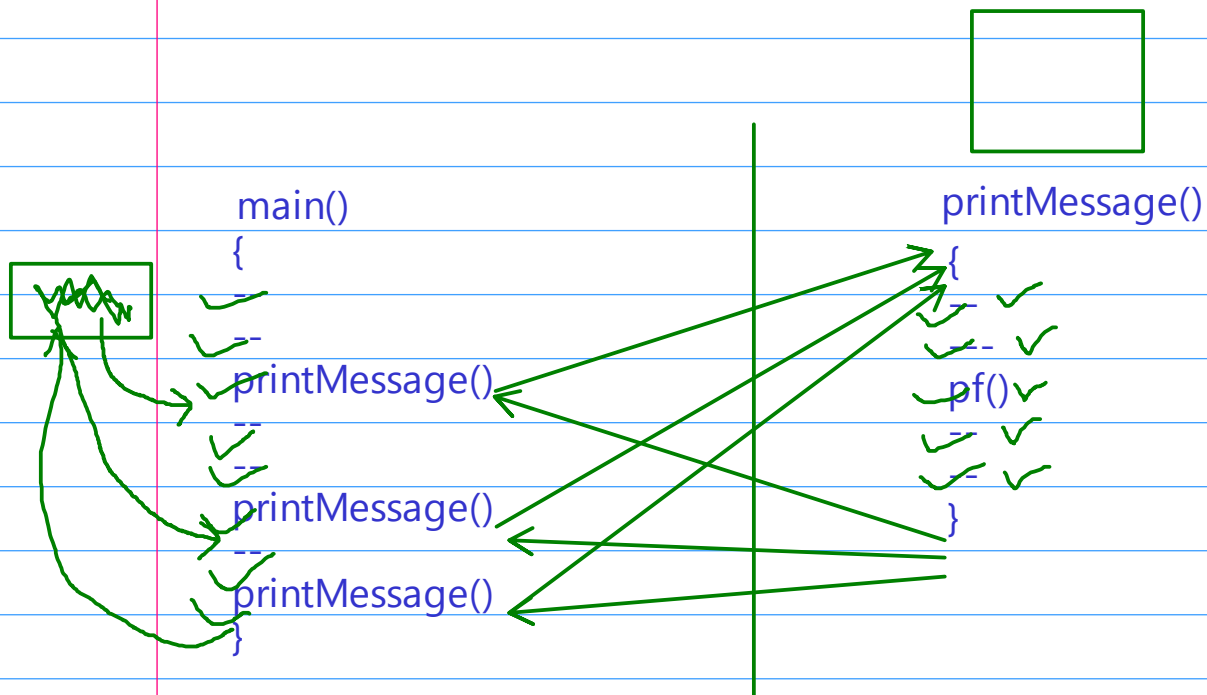 main()
{
--
--
printMessage()
--
--
printMessage()
--
printMessage()
}
printMessage()
{
--
---
pf()
--
--
}